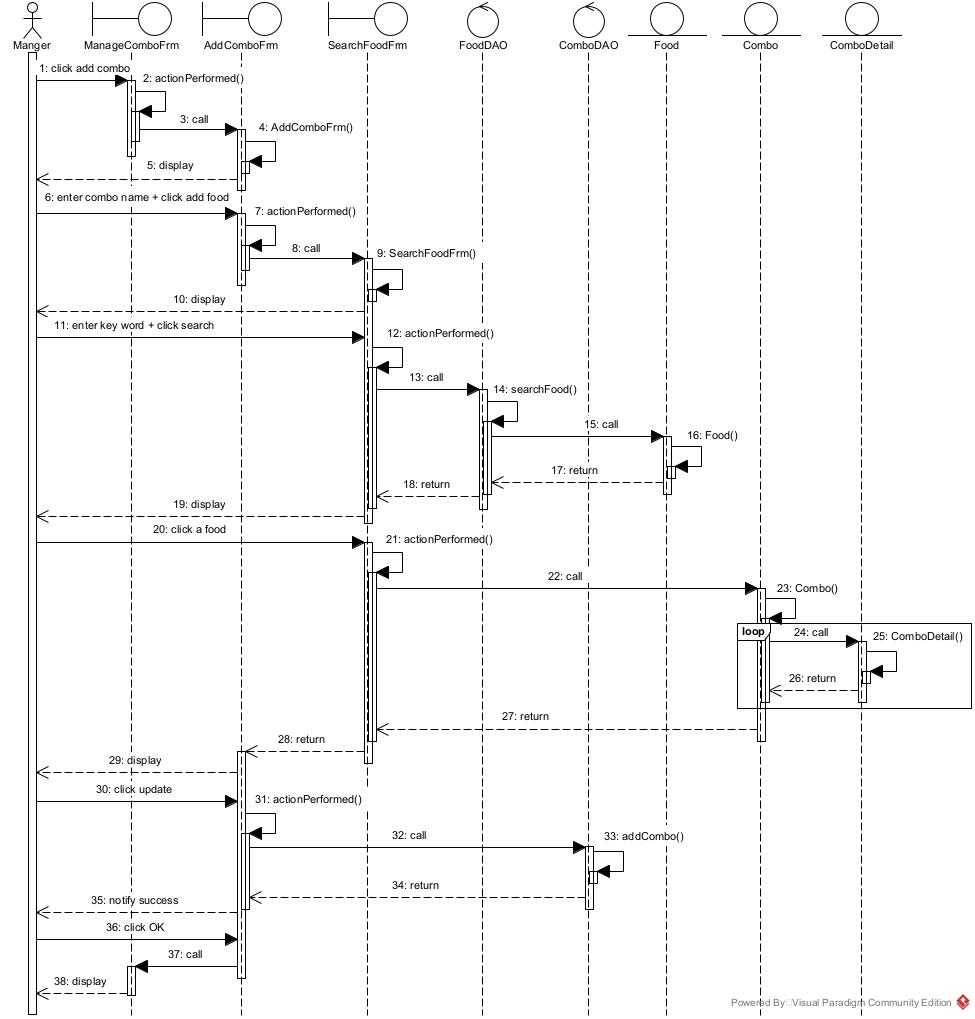 Manger
ManageComboFrm
AddComboFrm
SearchFoodFrm
FoodDAO
ComboDAO
Food
Combo
ComboDetail
1: click add combo
2: actionPerformed()
3: call
4: AddComboFrm()
5: display
6: enter combo name + click add food
7: actionPerformed()
8: call
9: SearchFoodFrm()
10: display
11: enter key word + click search
12: actionPerformed()
13: call
14: searchFood()
15: call
16: Food()
17: return
18: return
19: display
20: click a food
21: actionPerformed()
22: call
23: Combo()
loop
24: call
25: ComboDetail()
26: return
27: return
28: return
29: display
30: click update
31: actionPerformed()
32: call
33: addCombo()
34: return
35: notify success
36: click OK
37: call
38: display
Powered By Visual Paradigm Community Edition